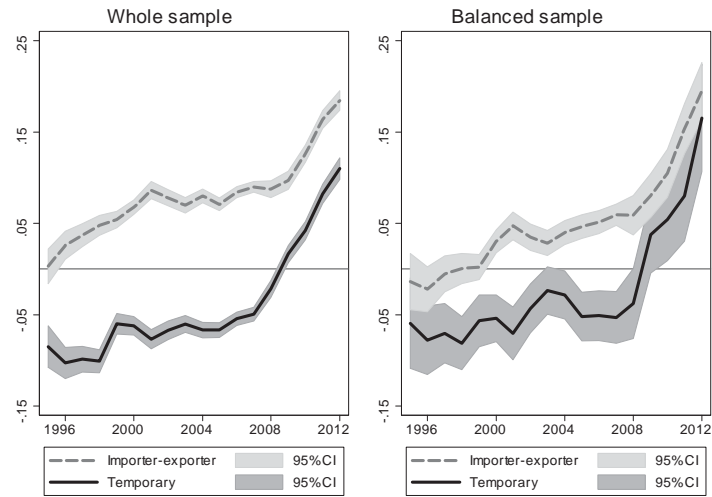 Whole sample
Balanced sample
.25
.15
.05
-.05
-.15
1996 2000 2004 2008 2012
.25
.15
.05
-.05
-.15
1996 2000 2004 2008 2012
Importer-exporter 95%CI
Temporary 95%CI
Importer-exporter 95%CI
Temporary 95%CI